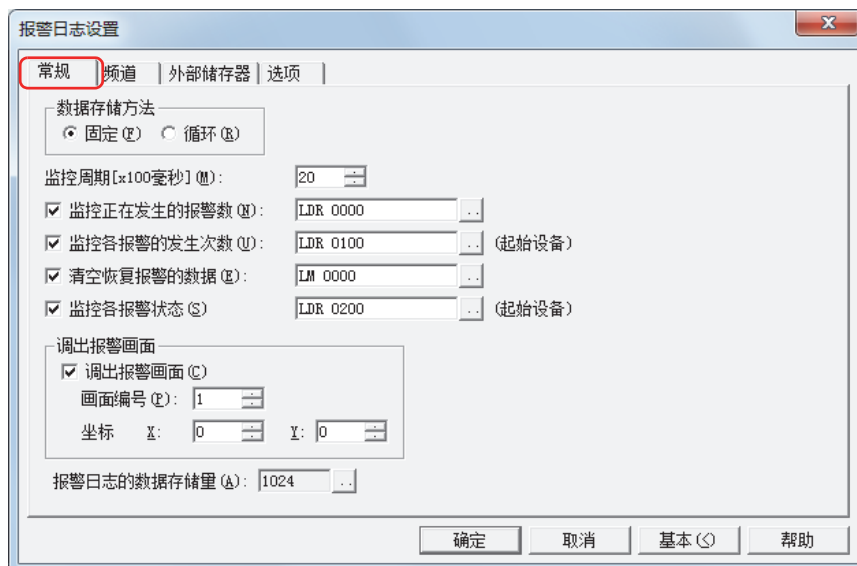 报警日志设置
常规 频道 外部储存器 选项
数据存储方法
固定(F) 循环(R)
监控周期[x100毫秒](M): 20
监控正在发生的报警数(N): LDR 0000 ..
监控各报警的发生次数(U): LDR 0100 .. (起始设备)
清空恢复报警的数据(E): LM 0000 ..
监控各报警状态(S) LDR 0200 .. (起始设备)
调出报警画面
调出报警画面(C)
画面编号(P): 1
坐标 X: 0 Y: 0
报警日志的数据存储量(A): 1024 ..
确定 取消 基本(<) 帮助